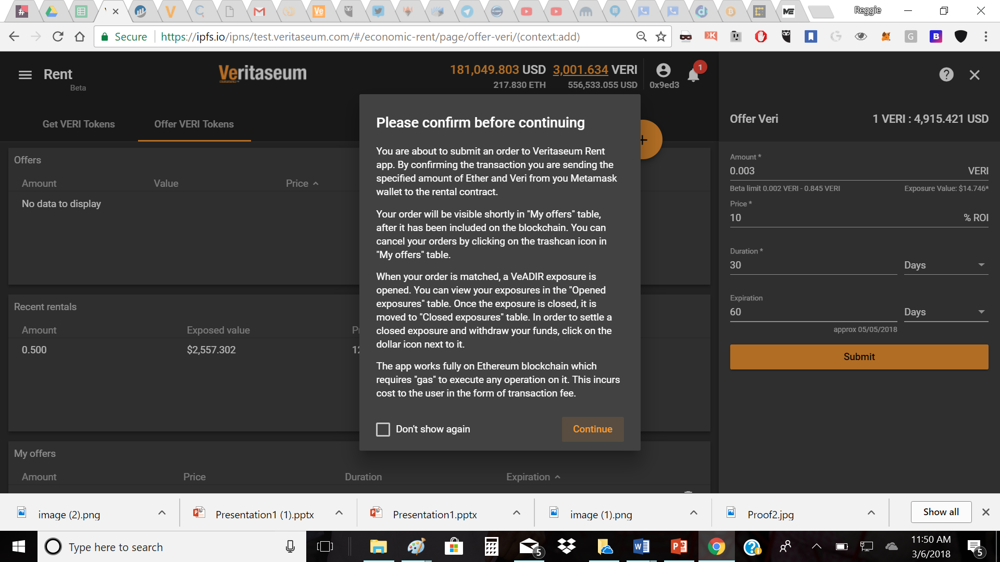 Reggie
Secure
https://ipfs.io/ipns/test.veritaseum.com/#/economic-rent/page/offer-veri/(context:add)
Rent
Beta
Veritaseum
181,049.803 USD
217.830 ETH
3,001.634 VERI
556,533.055 USD
0x9ed3
1
Get VERI Tokens
Offer VERI Tokens
Offers
Amount
Value
Price
No data to display
Recent rentals
Amount
Exposed value
0.500
$2,557.302
My offers
Amount
Price
Duration
Expiration
Please confirm before continuing
You are about to submit an order to Veritaseum Rent
app. By confirming the transaction you are sending the
specified amount of Ether and Veri from you Metamask
wallet to the rental contract.
Your order will be visible shortly in "My offers" table,
after it has been included on the blockchain. You can
cancel your orders by clicking on the trashcan icon in
"My offers" table.
When your order is matched, a VeADIR exposure is
opened. You can view your exposures in the "Opened
exposures" table. Once the exposure is closed, it is
moved to "Closed exposures" table. In order to settle a
closed exposure and withdraw your funds, click on the
dollar icon next to it.
The app works fully on Ethereum blockchain which
requires "gas" to execute any operation on it. This incurs
cost to the user in the form of transaction fee.
Don't show again
Continue
Offer Veri
1 VERI : 4,915.421 USD
Amount *
0.003
VERI
Beta limit 0.002 VERI - 0.845 VERI
Exposure Value: $14.746*
Price *
10
% ROI
Duration *
30
Days
Expiration
60
Days
approx 05/05/2018
Submit
image (2).png
Presentation1 (1).pptx
Presentation1.pptx
image (1).png
Proof2.jpg
Show all
Type here to search
5
11:50 AM
3/6/2018
5